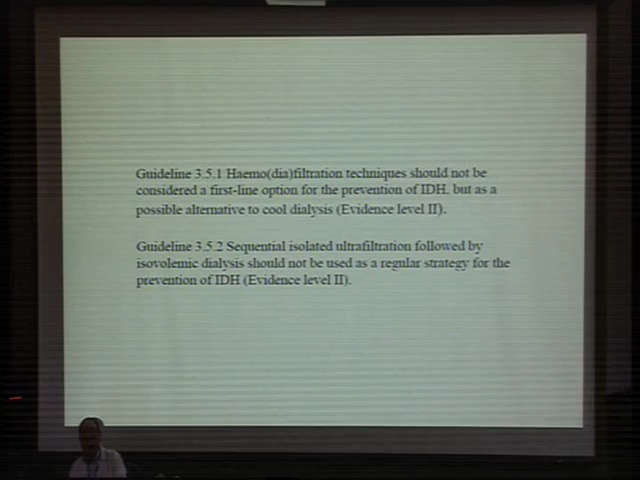 Guideline 3.5.1 Haemo(dia)filtration techniques should not be
considered a first-line option for the prevention of IDH, but as a
possible alternative to cool dialysis (Evidence level II).
Guideline 3.5.2 Sequential isolated ultrafiltration followed by
isovolemic dialysis should not be used as a regular strategy for the
prevention of IDH (Evidence level II).